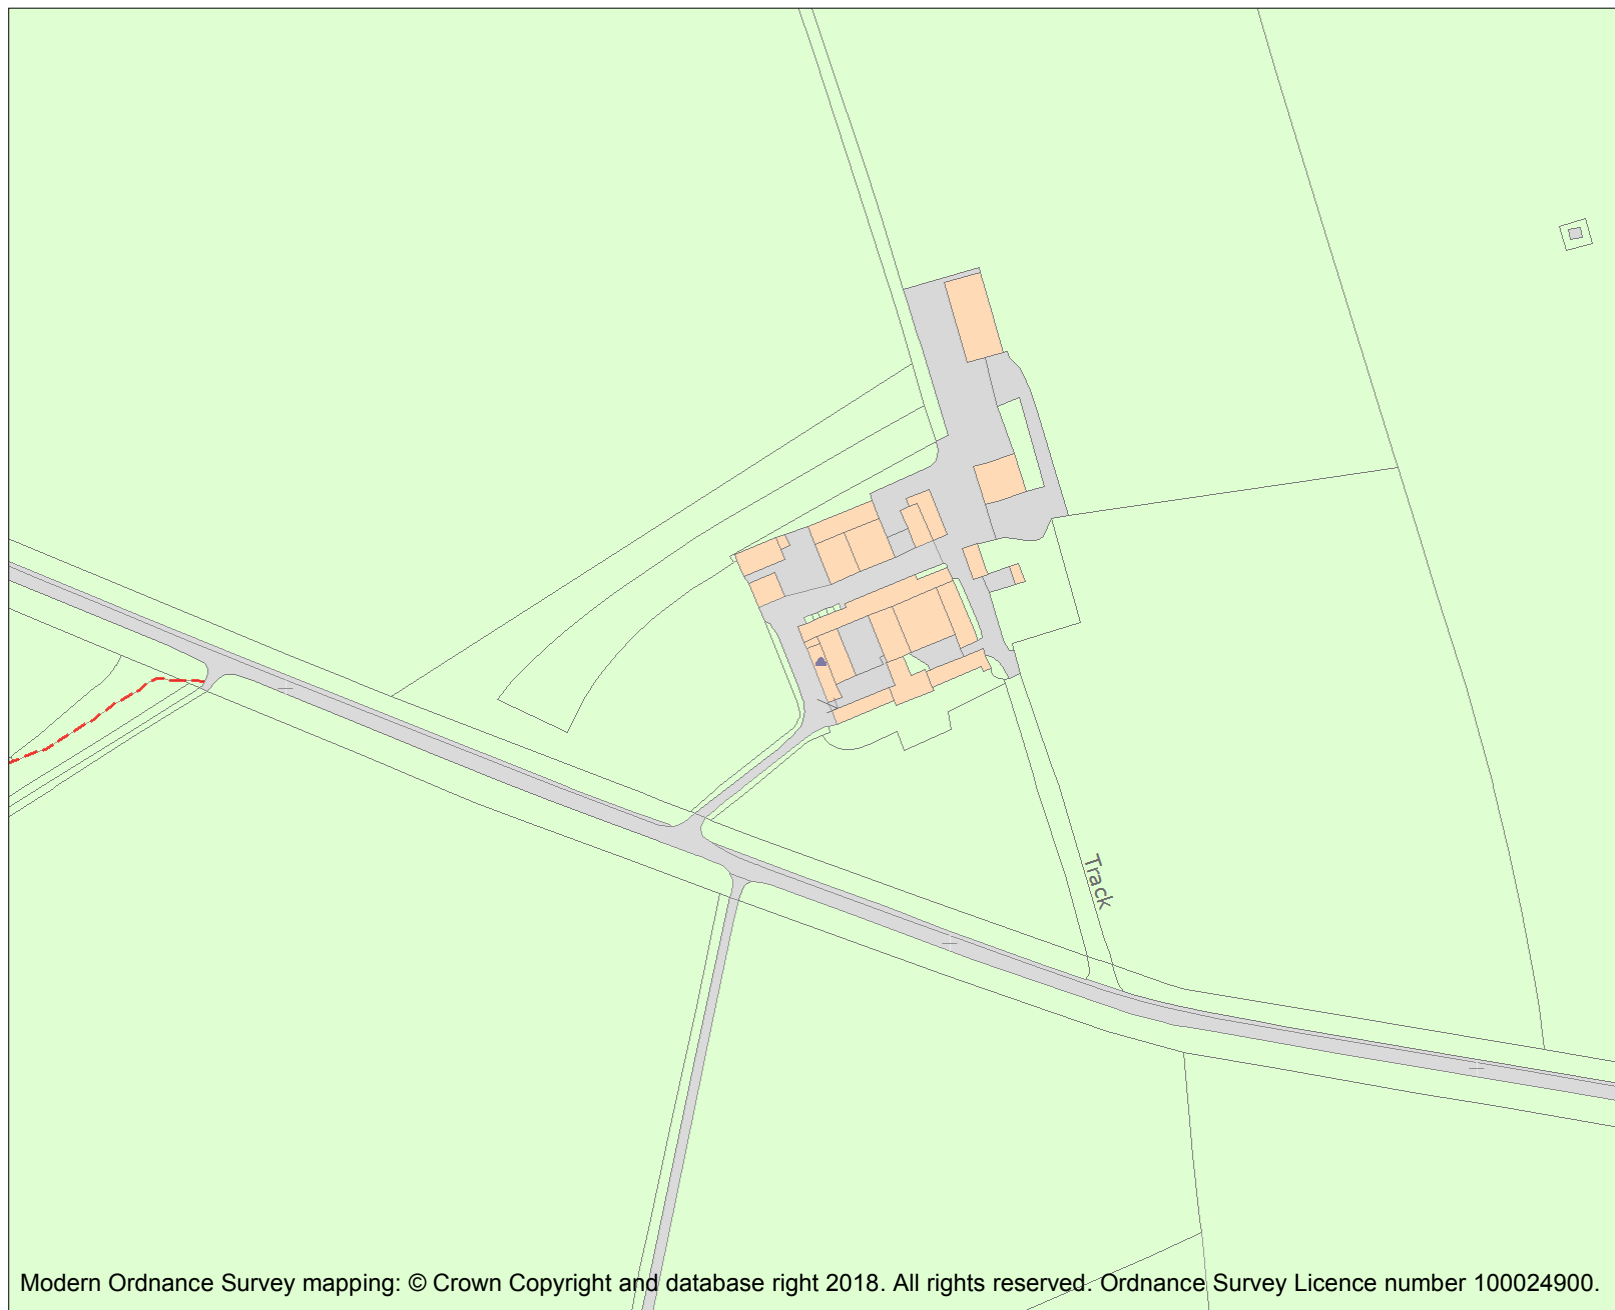 Track
Modern Ordnance Survey mapping: © Crown Copyright and database right 2018. All rights reserved. Ordnance Survey Licence number 100024900.